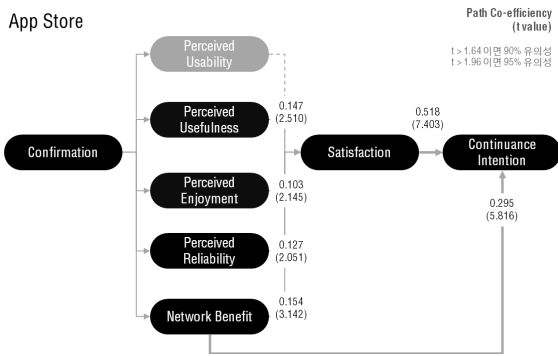 App Store
Path Co-efficiency
(t value)
t > 1.64 이면 90% 유의성
t > 1.96 이면 95% 유의성
Perceived
Usability
Perceived
Usefulness
0.147
(2.510)
0.518
(7.403)
Confirmation
Satisfaction
Continuance
Intention
Perceived
Enjoyment
0.103
(2.145)
0.295
(5.816)
Perceived
Reliability
0.127
(2.051)
Network Benefit
0.154
(3.142)